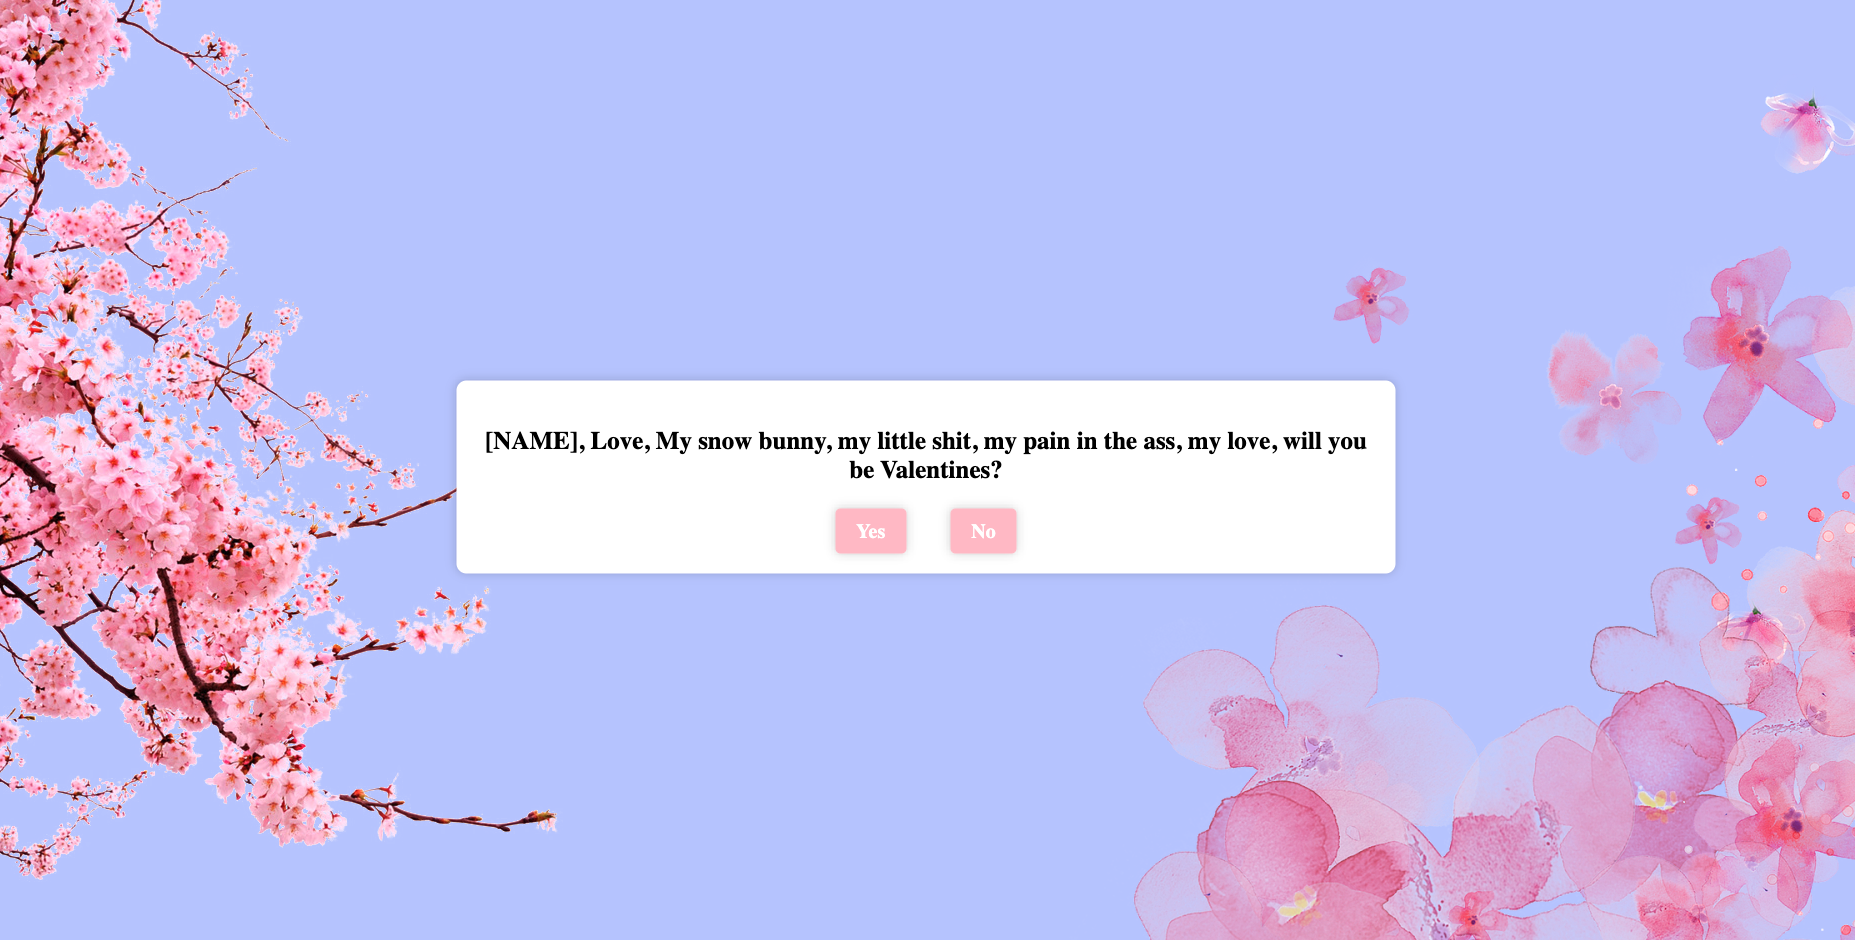 [NAME], Love, My snow bunny, my little shit, my pain in the ass, my love, will you
be Valentines?
Yes No